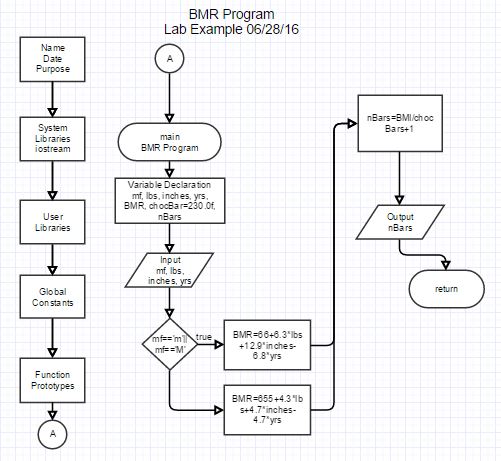 BMR Program
Lab Example 06/28/16
Name
Date
Purpose
System
Libraries
iostream
User
Libraries
Global
Constants
Function
Prototypes
A
A
main
BMR Program
Variable Declaration
mf, lbs, inches, yrs,
BMR, chocBar=230.0f,
nBars
Input
mf, lbs,
inches, yrs
mf=='m'||
mf=='M'
true
BMR=66+6.3*lbs
+12.9*inches-
6.8*yrs
BMR=655+4.3*lb
s+4.7*inches-
4.7*yrs
nBars=BMI/choc
Bars+1
Output
nBars
return